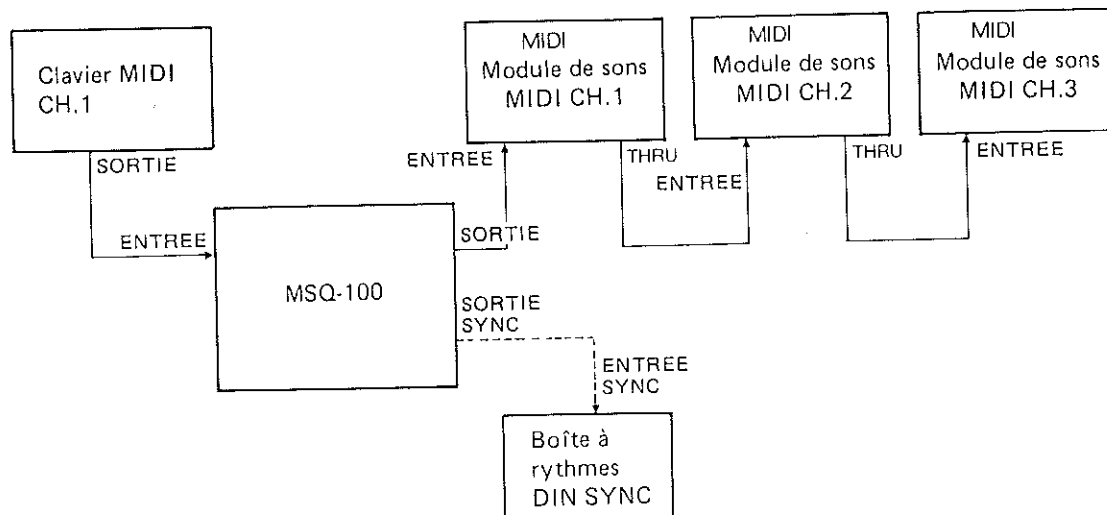 Clavier MIDI
CH.1
SORTIE
ENTREE
MSQ-100
SORTIE
SORTIE
SYNC
ENTREE
SYNC
Boîte à
rythmes
DIN SYNC
ENTREE
MIDI
Module de sons
MIDI CH.1
THRU
ENTREE
MIDI
Module de sons
MIDI CH.2
THRU
ENTREE
MIDI
Module de sons
MIDI CH.3